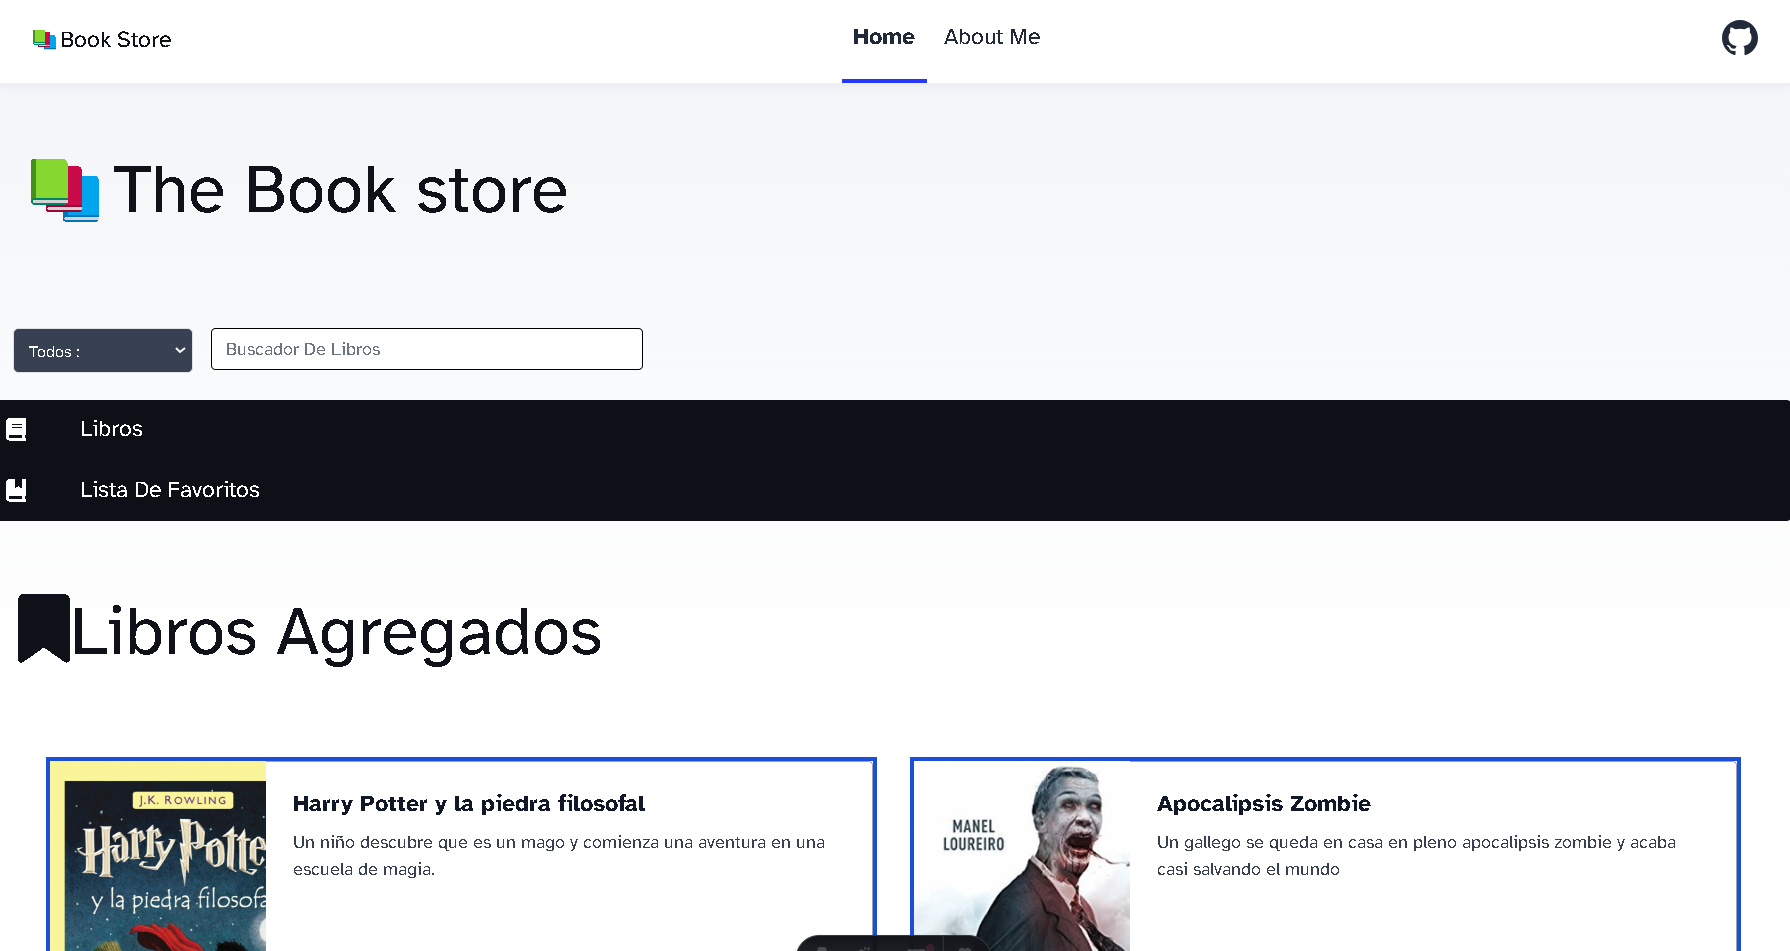 Book Store
Home
About Me
The Book store
Todos :
Buscador De Libros
Libros
Lista De Favoritos
Libros Agregados
J.K. ROWLING
Harry Potte
y la piedra filosofa
Harry Potter y la piedra filosofal
Un niño descubre que es un mago y comienza una aventura en una
escuela de magia.
MANEL
LOUREIRO
Apocalipsis Zombie
Un gallego se queda en casa en pleno apocalipsis zombie y acaba
casi salvando el mundo